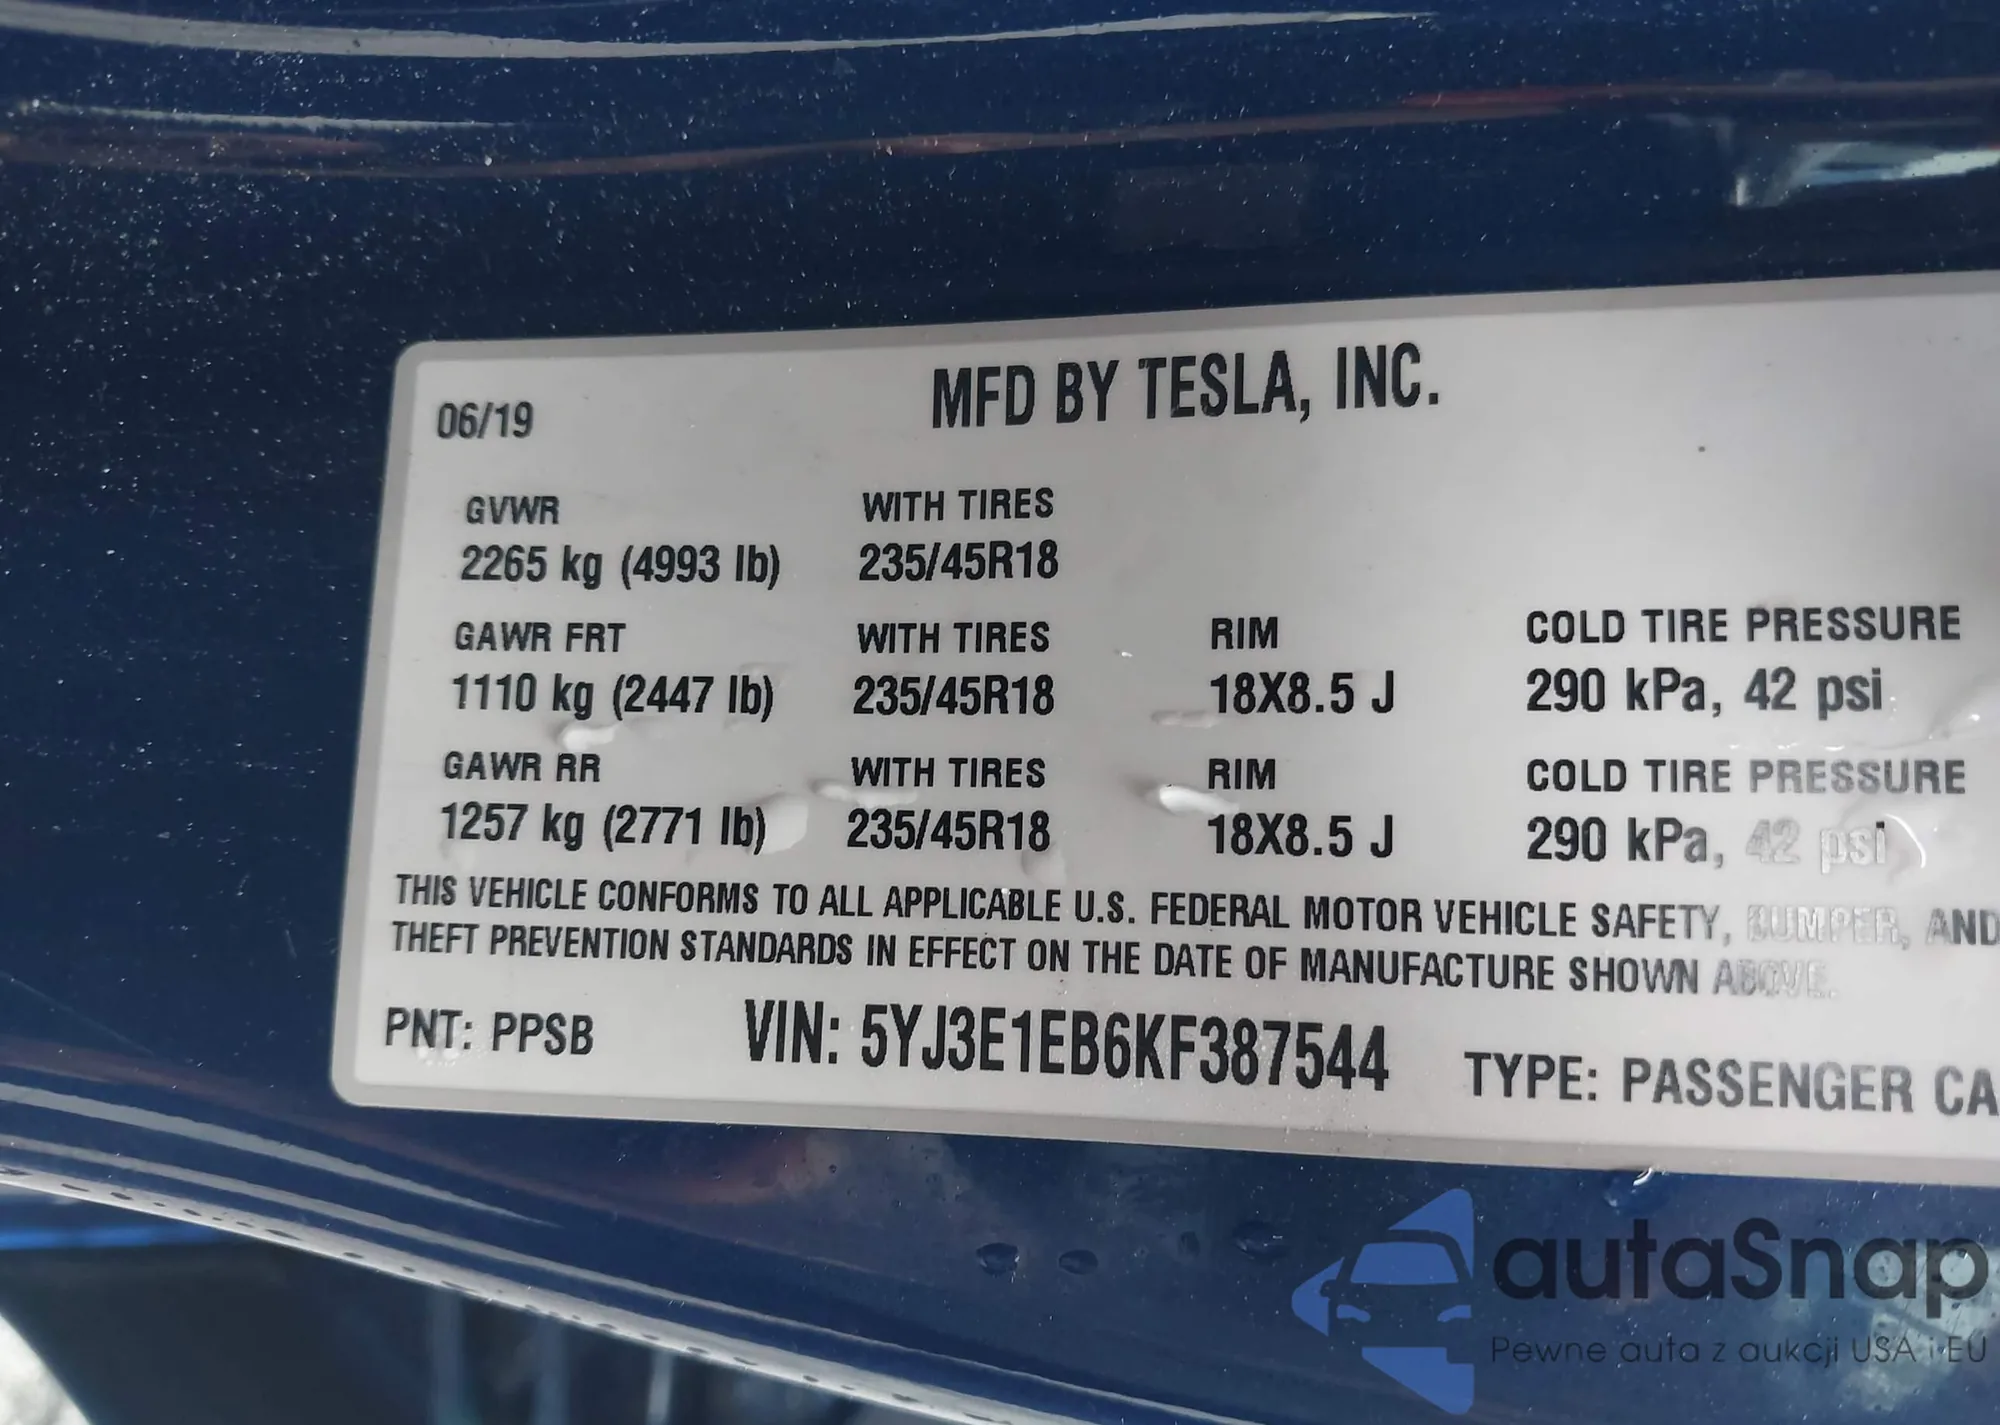 MFD BY TESLA, INC.
06/19
GVWR WITH TIRES
2265 kg (4993 lb) 235/45R18
GAWR FRT WITH TIRES RIM COLD TIRE PRESSURE
1110 kg (2447 lb) 235/45R18 18X8.5 J 290 kPa, 42 psi
GAWR RR WITH TIRES RIM COLD TIRE PRESSURE
1257 kg (2771 lb) 235/45R18 18X8.5 J 290 kPa, 42 psi
THIS VEHICLE CONFORMS TO ALL APPLICABLE U.S. FEDERAL MOTOR VEHICLE SAFETY, BUMPER, AND
THEFT PREVENTION STANDARDS IN EFFECT ON THE DATE OF MANUFACTURE SHOWN ABOVE.
PNT: PPSB VIN: 5YJ3E1EB6KF387544 TYPE: PASSENGER CA
autaSnap
Pewne auta z aukcji USA i EU